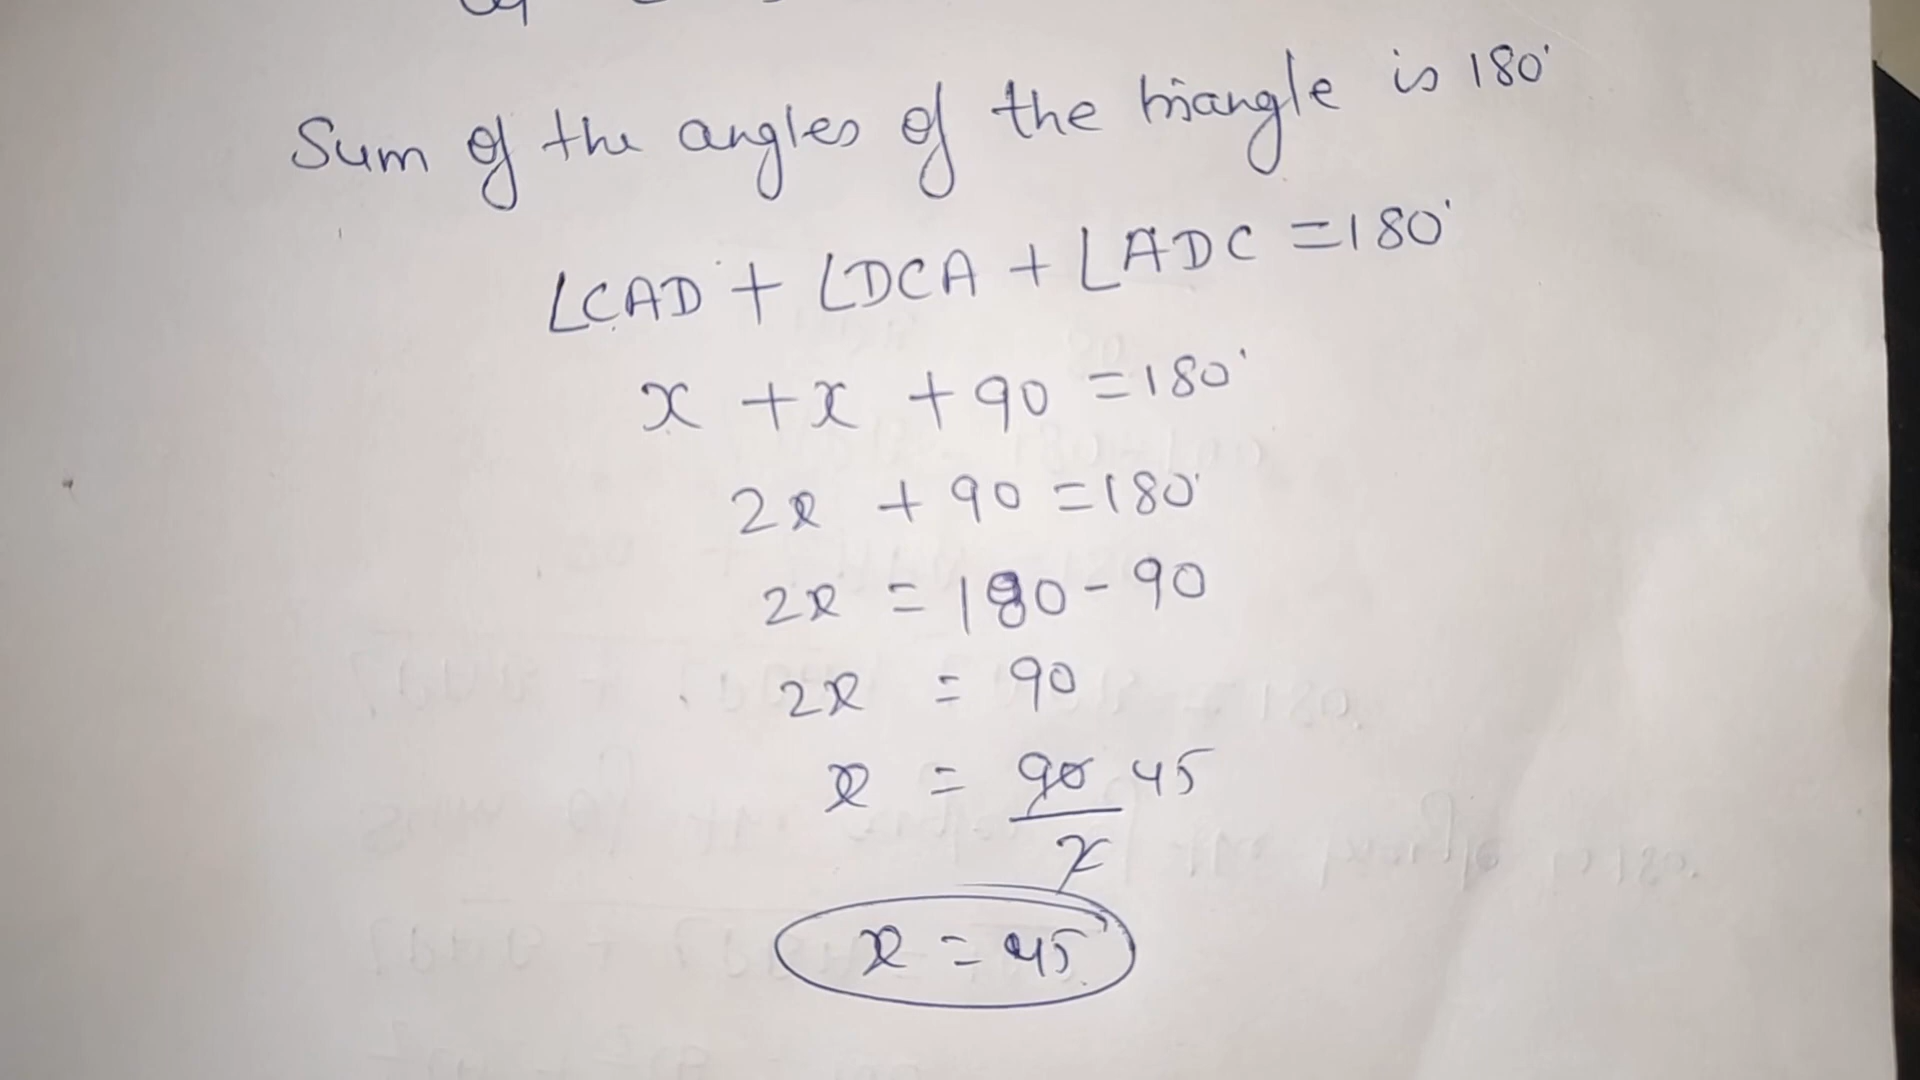 Sum of the angles of the triangle is 180°
∠CAD + ∠DCA + ∠ADC = 180°
x + x + 90 = 180°
2x + 90 = 180°
2x = 180 - 90
2x = 90
x = 90 45
2
x = 45